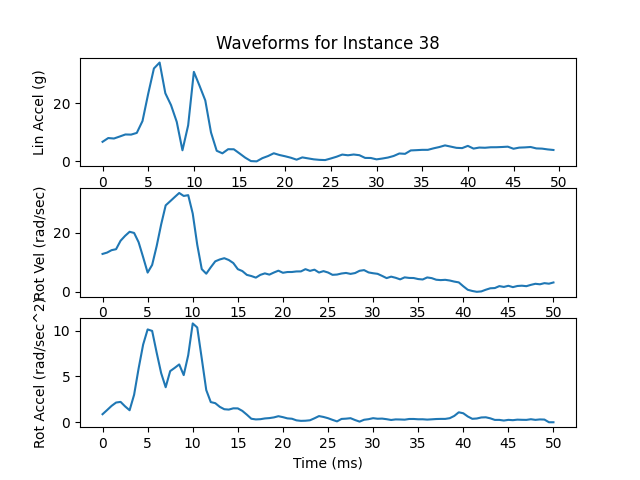 Waveforms for Instance 38
Lin Accel (g)
20
0
0 5 10 15 20 25 30 35 40 45 50
Rot Vel (rad/sec)
20
0
0 5 10 15 20 25 30 35 40 45 50
Rot Accel (rad/sec^2)
10
5
0
0 5 10 15 20 25 30 35 40 45 50
Time (ms)